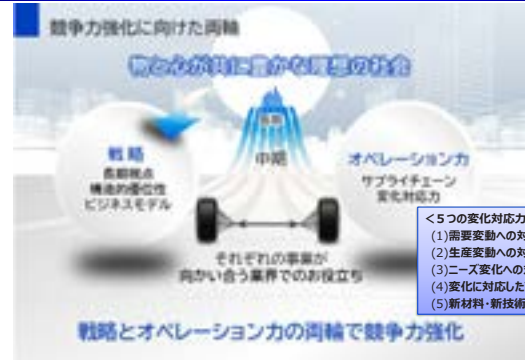 競争力強化に向けた両輪
物と心が共に豊かな理想の社会
長期
中期
戦略
長期視点
構造的優位性
ビジネスモデル
オペレーション力
サプライチェーン
変化対応力
<５つの変化対応力
(1)需要変動への対
(2)生産変動への対
(3)ニーズ変化への
(4)変化に対応した
(5)新材料・新技術
それぞれの事業が
向かい合う業界でのお役立ち
戦略とオペレーション力の両輪で競争力強化